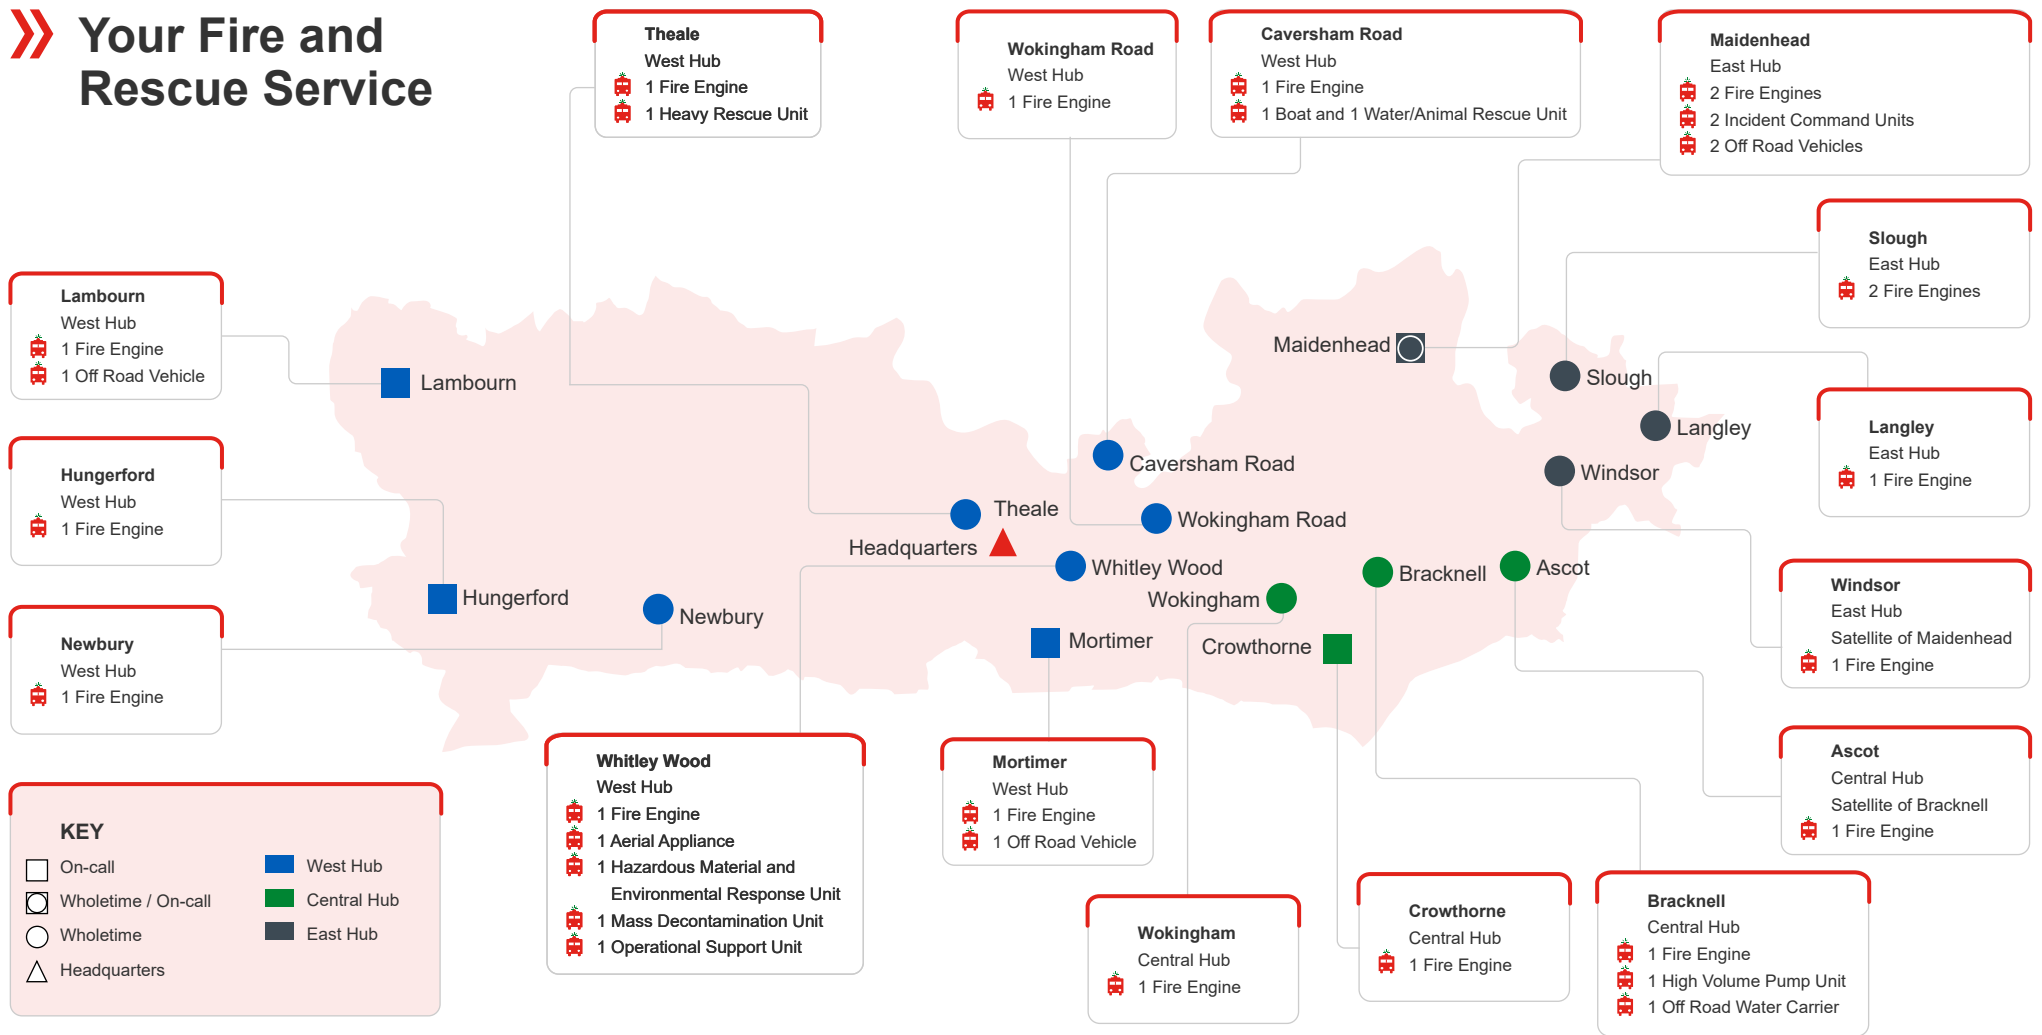 Your Fire and
Rescue Service
Theale
West Hub
1 Fire Engine
1 Heavy Rescue Unit
Wokingham Road
West Hub
1 Fire Engine
Caversham Road
West Hub
1 Fire Engine
1 Boat and 1 Water/Animal Rescue Unit
Maidenhead
East Hub
2 Fire Engines
2 Incident Command Units
2 Off Road Vehicles
Slough
East Hub
2 Fire Engines
Lambourn
West Hub
1 Fire Engine
1 Off Road Vehicle
Hungerford
West Hub
1 Fire Engine
Newbury
West Hub
1 Fire Engine
Langley
East Hub
1 Fire Engine
Windsor
East Hub
Satellite of Maidenhead
1 Fire Engine
Ascot
Central Hub
Satellite of Bracknell
1 Fire Engine
Maidenhead
Lambourn
Slough
Langley
Caversham Road
Windsor
Theale
Wokingham Road
Headquarters
Whitley Wood
Bracknell
Ascot
Hungerford
Wokingham
Newbury
Mortimer
Crowthorne
Whitley Wood
West Hub
1 Fire Engine
1 Aerial Appliance
1 Hazardous Material and
Environmental Response Unit
1 Mass Decontamination Unit
1 Operational Support Unit
Mortimer
West Hub
1 Fire Engine
1 Off Road Vehicle
Wokingham
Central Hub
1 Fire Engine
Crowthorne
Central Hub
1 Fire Engine
Bracknell
Central Hub
1 Fire Engine
1 High Volume Pump Unit
1 Off Road Water Carrier
KEY
On-call
Wholetime / On-call
Wholetime
Headquarters
West Hub
Central Hub
East Hub